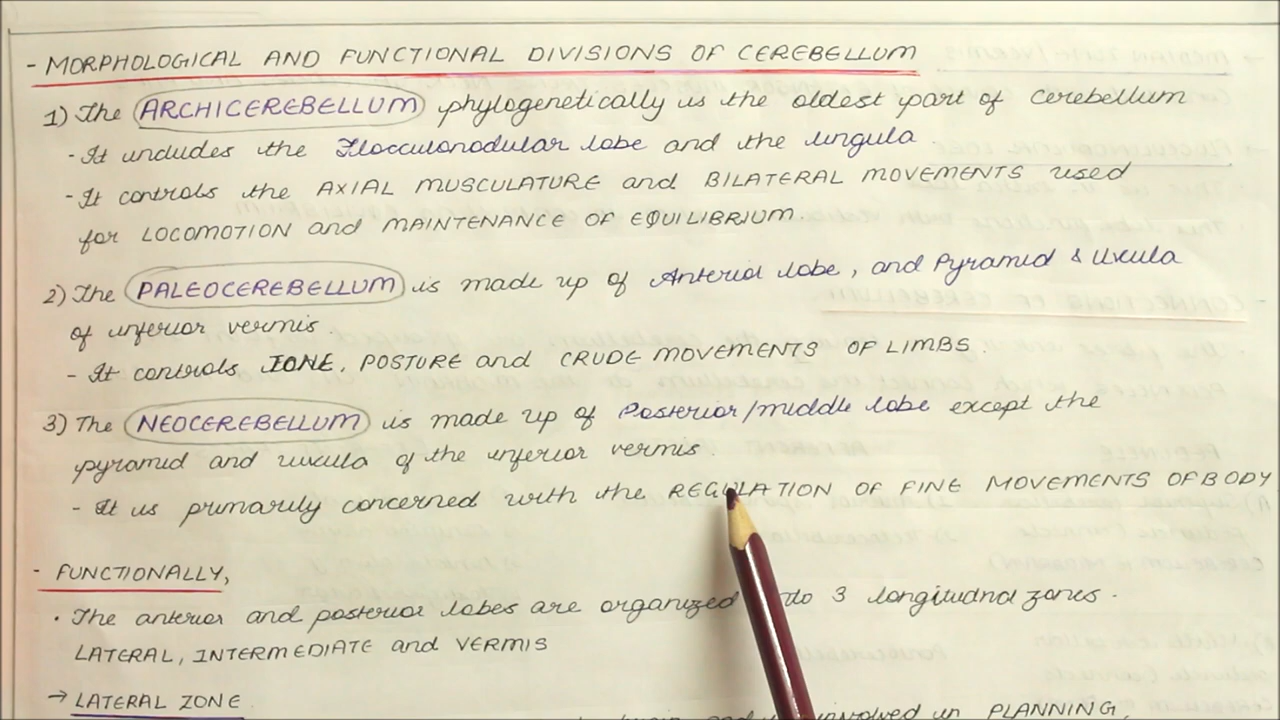 - MORPHOLOGICAL AND FUNCTIONAL DIVISIONS OF CEREBELLUM
1) The ARCHICEREBELLUM phylogenetically is the oldest part of cerebellum
- It includes the Flocculonodular lobe and the lingula
- It controls the AXIAL MUSCULATURE and BILATERAL MOVEMENTS used
for LOCOMOTION and MAINTENANCE OF EQUILIBRIUM.
2) The PALEOCEREBELLUM is made up of Anterior lobe, and Pyramid & Uvula
of inferior vermis.
- It controls TONE, POSTURE and CRUDE MOVEMENTS OF LIMBS.
3) The NEOCEREBELLUM is made up of Posterior/middle lobe except the
pyramid and uvula of the inferior vermis.
- It is primarily concerned with the REGULATION OF FINE MOVEMENTS OF BODY
- FUNCTIONALLY,
• The anterior and posterior lobes are organized into 3 longitudnal zones.
LATERAL, INTERMEDIATE and VERMIS
→ LATERAL ZONE
involved in PLANNING,